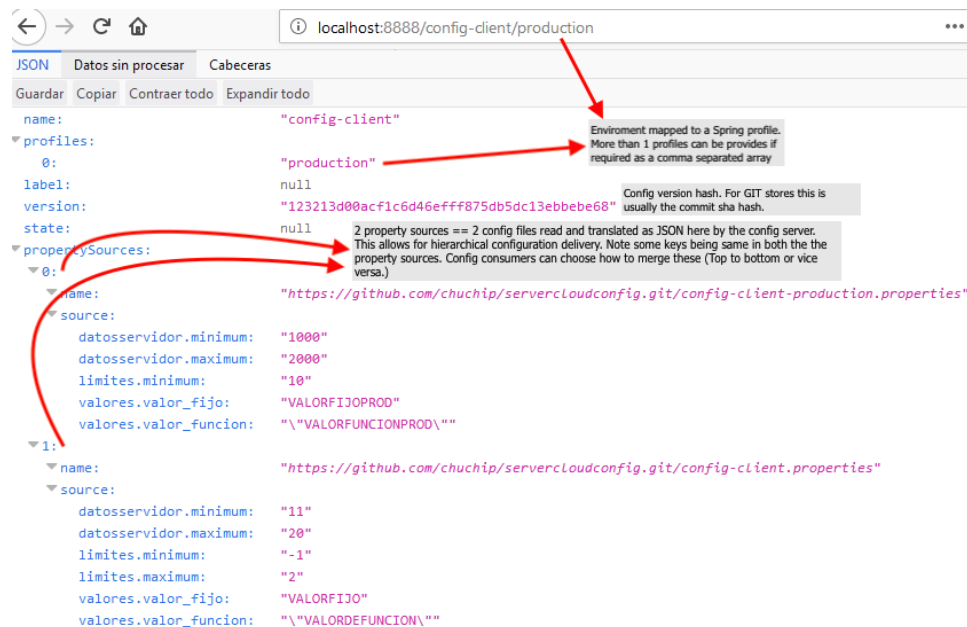 localhost:8888/config-client/production
JSON Datos sin procesar Cabeceras
Guardar Copiar Contraer todo Expandir todo
name: "config-client"
Enviroment mapped to a Spring profile.
More than 1 profiles can be provides if
required as a comma separated array
profiles:
0: "production"
label: null
version: "123213d00acf1c6d46efff875db5dc13ebbebe68"
Config version hash. For GIT stores this is
usually the commit sha hash.
state: null
2 property sources == 2 config files read and translated as JSON here by the config server.
This allows for hierarchical configuration delivery. Note some keys being same in both the the
property sources. Config consumers can choose how to merge these (Top to bottom or vice
versa.)
propertySources:
0:
name: "https://github.com/chuchip/servercloudconfig.git/config-client-production.properties"
source:
datosservidor.minimum: "1000"
datosservidor.maximum: "2000"
limites.minimum: "10"
valores.valor_fijo: "VALORFIJOPROD"
valores.valor_funcion: "\"VALORFUNCIONPROD\""
1:
name: "https://github.com/chuchip/servercloudconfig.git/config-client.properties"
source:
datosservidor.minimum: "11"
datosservidor.maximum: "20"
limites.minimum: "-1"
limites.maximum: "2"
valores.valor_fijo: "VALORFIJO"
valores.valor_funcion: "\"VALORDEFUNCION\""